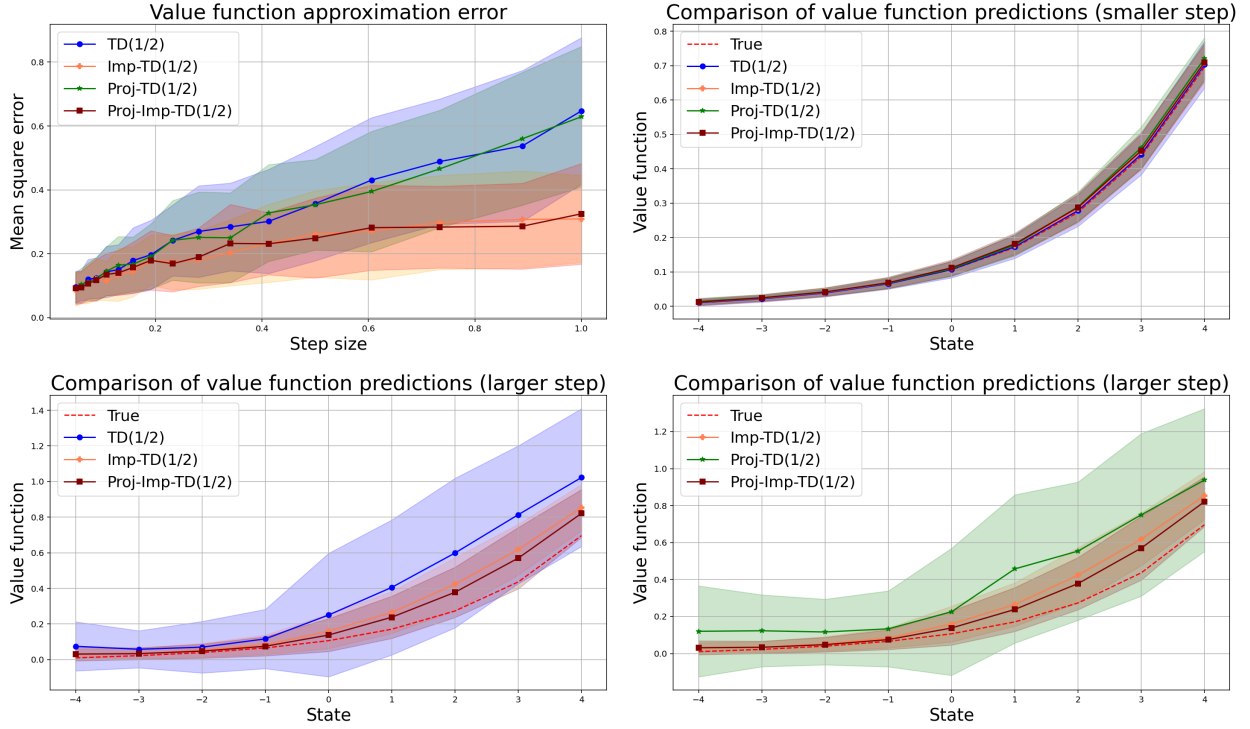 Value function approximation error
Mean square error
0.8
0.6
0.4
0.2
0.0
TD(1/2)
Imp-TD(1/2)
Proj-TD(1/2)
Proj-Imp-TD(1/2)
0.2 0.4 0.6 0.8 1.0
Step size
Comparison of value function predictions (smaller step)
Value function
0.8
0.7
0.6
0.5
0.4
0.3
0.2
0.1
0.0
True
TD(1/2)
Imp-TD(1/2)
Proj-TD(1/2)
Proj-Imp-TD(1/2)
−4 −3 −2 −1 0 1 2 3 4
State
Comparison of value function predictions (larger step)
Value function
1.4
1.2
1.0
0.8
0.6
0.4
0.2
0.0
True
TD(1/2)
Imp-TD(1/2)
Proj-Imp-TD(1/2)
−4 −3 −2 −1 0 1 2 3 4
State
Comparison of value function predictions (larger step)
Value function
1.2
1.0
0.8
0.6
0.4
0.2
0.0
True
Imp-TD(1/2)
Proj-TD(1/2)
Proj-Imp-TD(1/2)
−4 −3 −2 −1 0 1 2 3 4
State